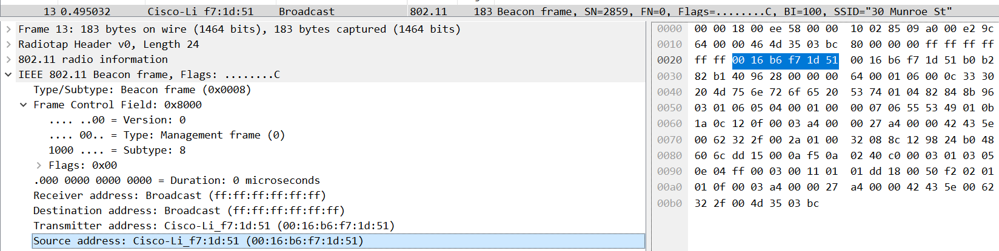 13 0.495032 Cisco-Li_f7:1d:51 Broadcast 802.11 183 Beacon frame, SN=2859, FN=0, Flags=........C, BI=100, SSID="30 Munroe St"
Frame 13: 183 bytes on wire (1464 bits), 183 bytes captured (1464 bits)
Radiotap Header v0, Length 24
802.11 radio information
IEEE 802.11 Beacon frame, Flags: ........C
Type/Subtype: Beacon frame (0x0008)
Frame Control Field: 0x8000
.... ..00 = Version: 0
.... 00.. = Type: Management frame (0)
1000 .... = Subtype: 8
Flags: 0x00
.000 0000 0000 0000 = Duration: 0 microseconds
Receiver address: Broadcast (ff:ff:ff:ff:ff:ff)
Destination address: Broadcast (ff:ff:ff:ff:ff:ff)
Transmitter address: Cisco-Li_f7:1d:51 (00:16:b6:f7:1d:51)
Source address: Cisco-Li_f7:1d:51 (00:16:b6:f7:1d:51)
0000 00 00 18 00 ee 58 00 00 10 02 85 09 a0 00 e2 9c
0010 64 00 00 46 4d 35 03 bc 80 00 00 00 ff ff ff ff
0020 ff ff 00 16 b6 f7 1d 51 00 16 b6 f7 1d 51 b0 b2
0030 82 b1 40 96 28 00 00 00 64 00 01 06 00 0c 33 30
0040 20 4d 75 6e 72 6f 65 20 53 74 01 04 82 84 8b 96
0050 03 01 06 05 04 00 01 00 00 07 06 55 53 49 01 0b
0060 1a 0c 12 0f 00 03 a4 00 00 27 a4 00 00 42 43 5e
0070 00 62 32 2f 00 2a 01 00 32 08 8c 12 98 24 b0 48
0080 60 6c dd 15 00 0a f5 0a 02 40 c0 00 03 01 03 05
0090 0e 04 ff 00 03 00 11 01 01 dd 18 00 50 f2 02 01
00a0 01 0f 00 03 a4 00 00 27 a4 00 00 42 43 5e 00 62
00b0 32 2f 00 4d 35 03 bc